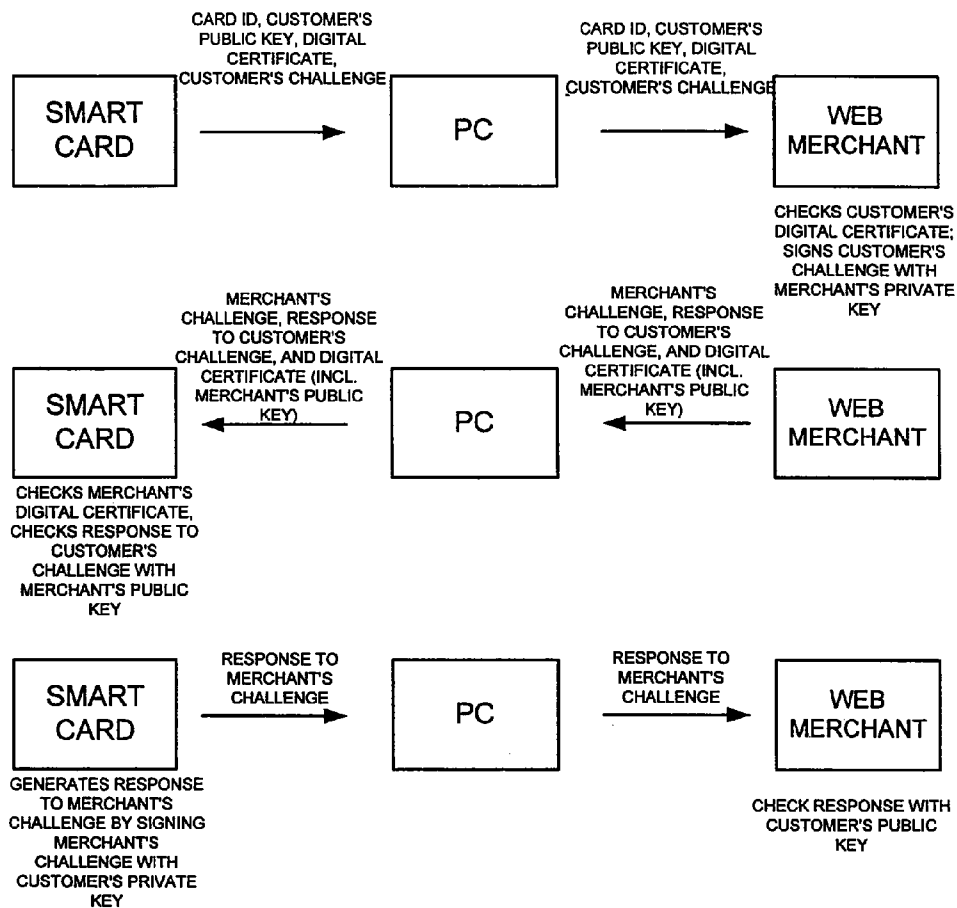 CARD ID, CUSTOMER'S
PUBLIC KEY, DIGITAL
CERTIFICATE,
CUSTOMER'S CHALLENGE
CARD ID, CUSTOMER'S
PUBLIC KEY, DIGITAL
CERTIFICATE,
CUSTOMER'S CHALLENGE
SMART
CARD
PC
WEB
MERCHANT
CHECKS CUSTOMER'S
DIGITAL CERTIFICATE;
SIGNS CUSTOMER'S
CHALLENGE WITH
MERCHANT'S PRIVATE
KEY
MERCHANT'S
CHALLENGE, RESPONSE
TO CUSTOMER'S
CHALLENGE, AND DIGITAL
CERTIFICATE (INCL.
MERCHANT'S PUBLIC
KEY)
MERCHANT'S
CHALLENGE, RESPONSE
TO CUSTOMER'S
CHALLENGE, AND DIGITAL
CERTIFICATE (INCL.
MERCHANT'S PUBLIC
KEY)
SMART
CARD
PC
WEB
MERCHANT
CHECKS MERCHANT'S
DIGITAL CERTIFICATE,
CHECKS RESPONSE TO
CUSTOMER'S
CHALLENGE WITH
MERCHANT'S PUBLIC
KEY
RESPONSE TO
MERCHANT'S
CHALLENGE
RESPONSE TO
MERCHANT'S
CHALLENGE
SMART
CARD
PC
WEB
MERCHANT
GENERATES RESPONSE
TO MERCHANT'S
CHALLENGE BY SIGNING
MERCHANT'S
CHALLENGE WITH
CUSTOMER'S PRIVATE
KEY
CHECK RESPONSE WITH
CUSTOMER'S PUBLIC
KEY